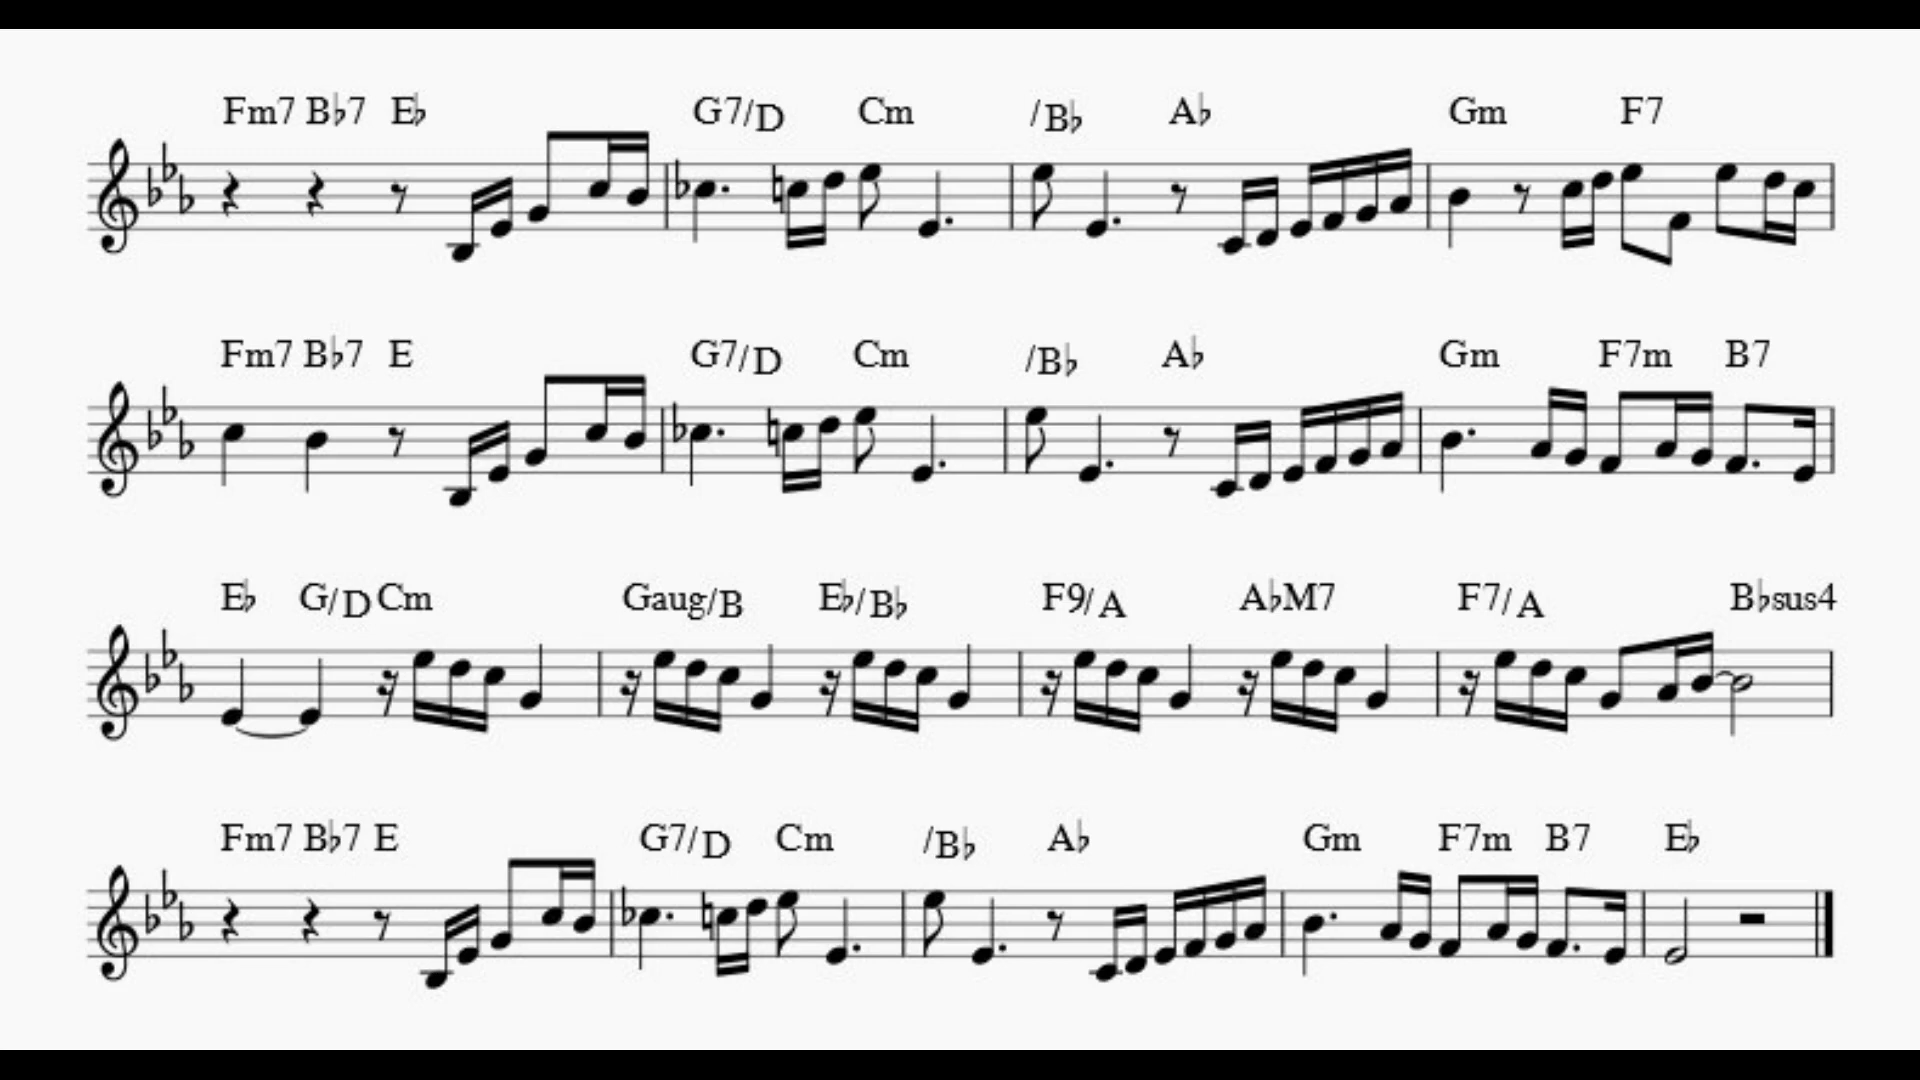 Fm7 B♭7 E♭ G7/D Cm /B♭ A♭ Gm F7
Fm7 B♭7 E G7/D Cm /B♭ A♭ Gm F7m B7
E♭ G/D Cm Gaug/B E♭/B♭ F9/A A♭M7 F7/A B♭sus4
Fm7 B♭7 E G7/D Cm /B♭ A♭ Gm F7m B7 E♭